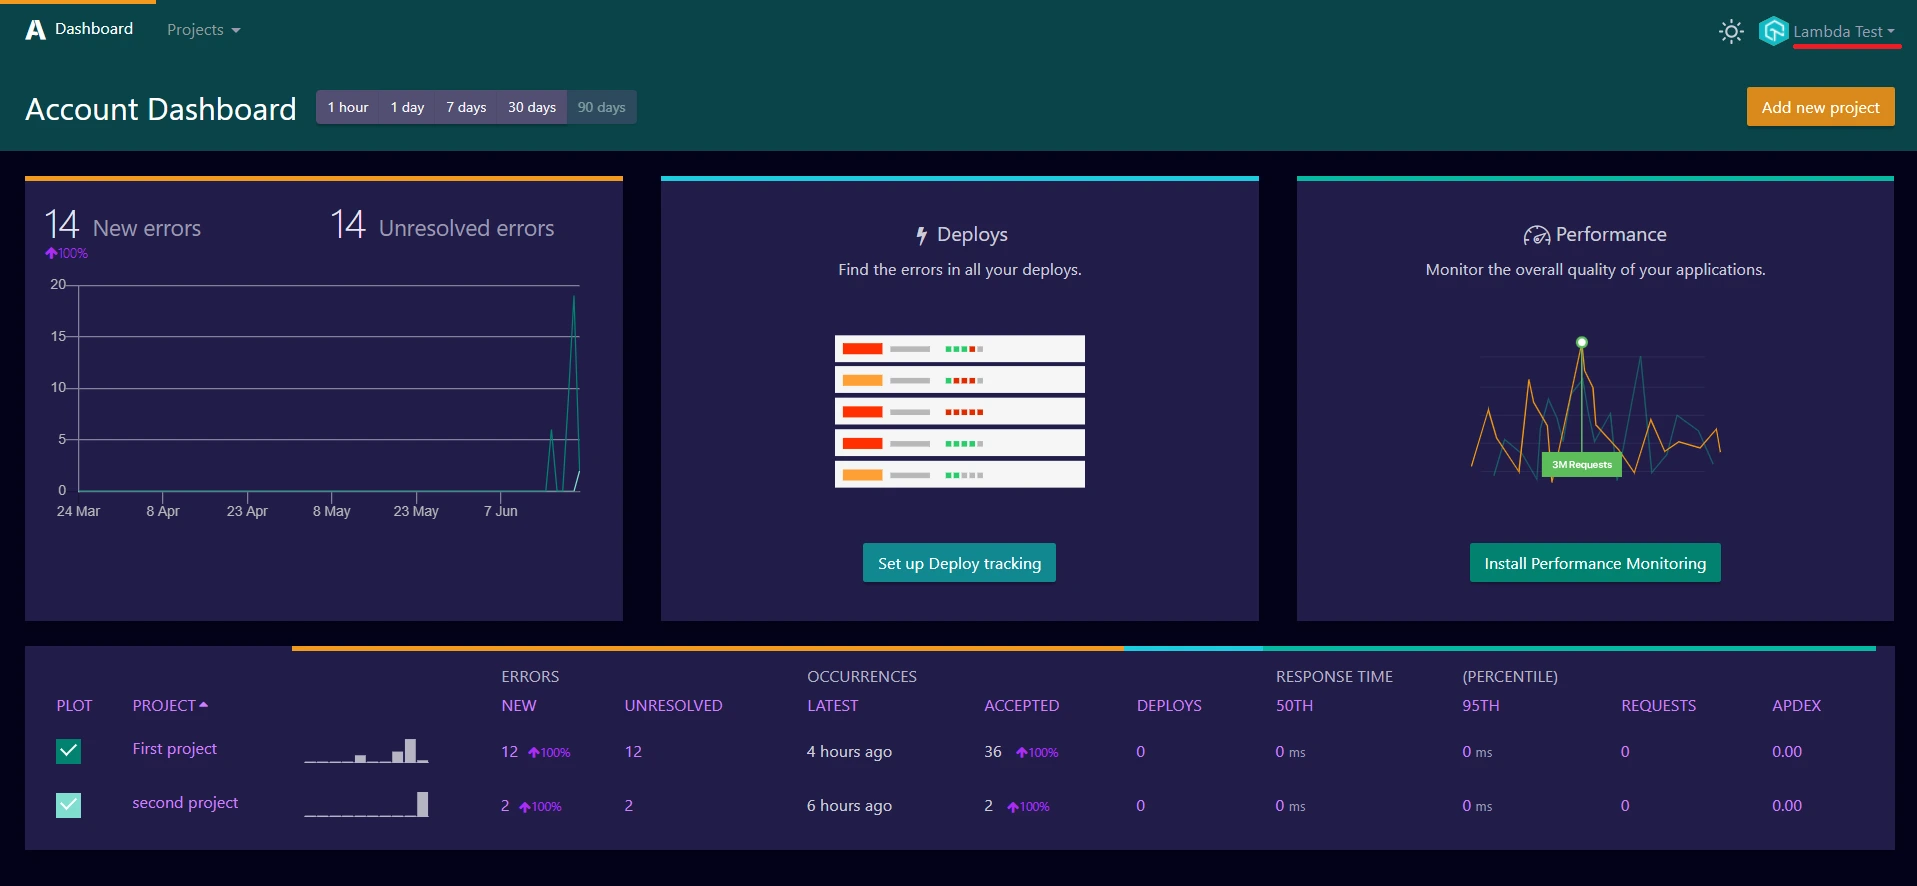 Dashboard Projects Lambda Test
Account Dashboard 1 hour 1 day 7 days 30 days 90 days Add new project
14 New errors 14 Unresolved errors
100%
20
15
10
5
0
24 Mar 8 Apr 23 Apr 8 May 23 May 7 Jun
Deploys
Find the errors in all your deploys.
Set up Deploy tracking
Performance
Monitor the overall quality of your applications.
3M Requests
Install Performance Monitoring
ERRORS OCCURRENCES RESPONSE TIME (PERCENTILE)
PLOT PROJECT NEW UNRESOLVED LATEST ACCEPTED DEPLOYS 50TH 95TH REQUESTS APDEX
First project 12 100% 12 4 hours ago 36 100% 0 0 ms 0 ms 0 0.00
second project 2 100% 2 6 hours ago 2 100% 0 0 ms 0 ms 0 0.00